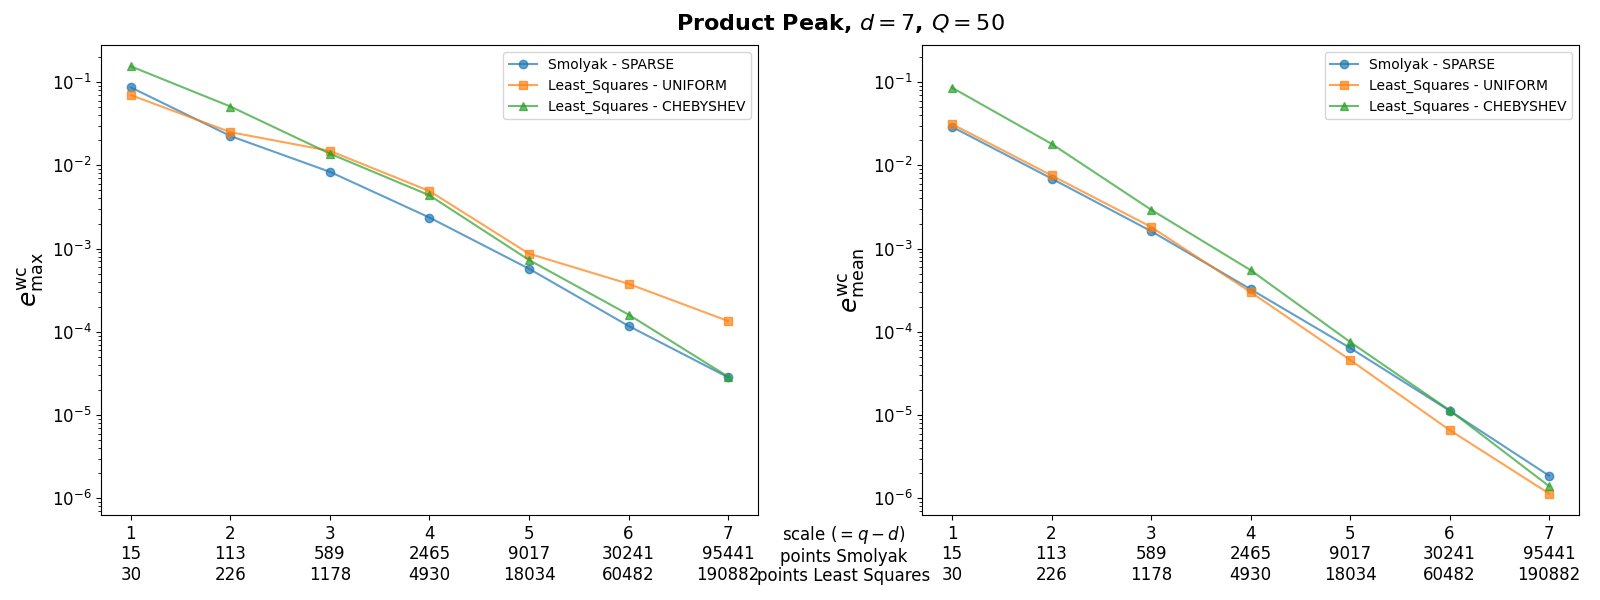 Product Peak, d = 7, Q = 50
Smolyak - SPARSE
Least_Squares - UNIFORM
Least_Squares - CHEBYSHEV
e^wc_max
10^−1
10^−2
10^−3
10^−4
10^−5
10^−6
1 2 3 4 5 6 7
15 113 589 2465 9017 30241 95441
30 226 1178 4930 18034 60482 190882
scale (= q − d)
points Smolyak
points Least Squares
Smolyak - SPARSE
Least_Squares - UNIFORM
Least_Squares - CHEBYSHEV
e^wc_mean
10^−1
10^−2
10^−3
10^−4
10^−5
10^−6
1 2 3 4 5 6 7
15 113 589 2465 9017 30241 95441
30 226 1178 4930 18034 60482 190882